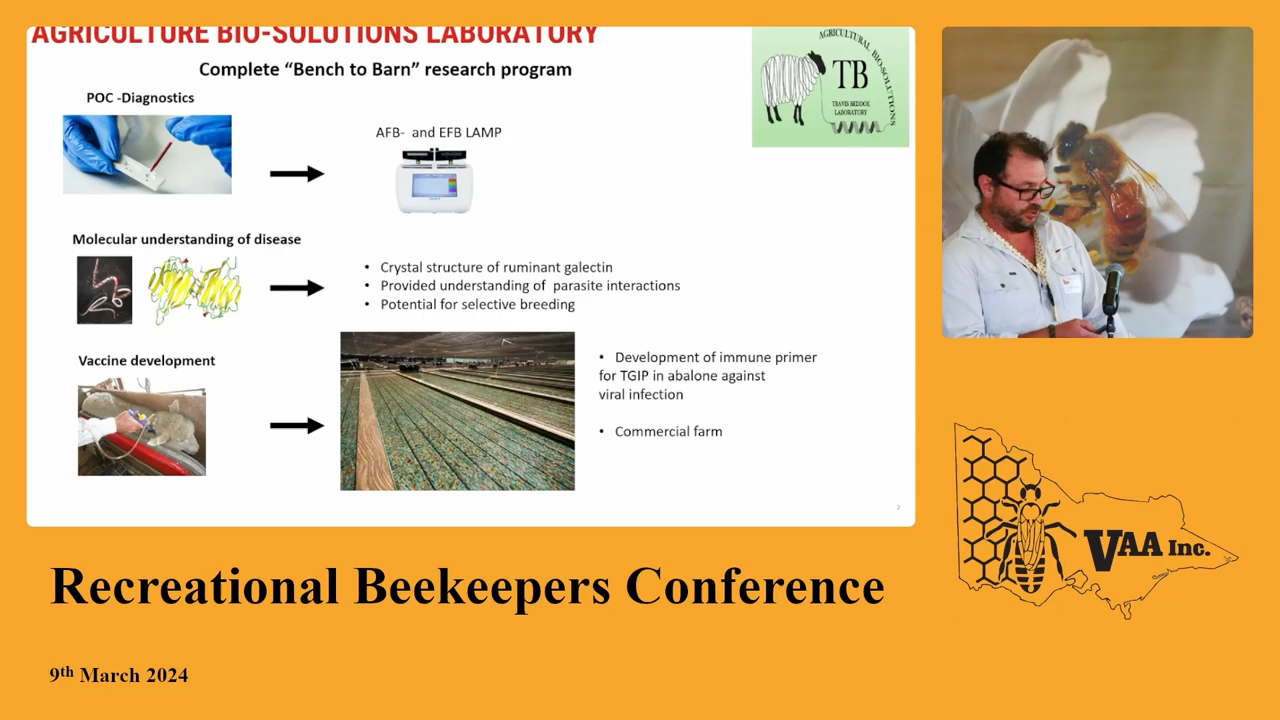 AGRICULTURE BIO-SOLUTIONS LABORATORY
Complete “Bench to Barn” research program
AGRICULTURAL BIO-SOLUTIONS
TB
TRAVIS BEDDOE
LABORATORY
POC -Diagnostics
AFB- and EFB LAMP
Molecular understanding of disease
• Crystal structure of ruminant galectin
• Provided understanding of parasite interactions
• Potential for selective breeding
Vaccine development
• Development of immune primer
for TGIP in abalone against
viral infection
• Commercial farm
2
VAA Inc.
Recreational Beekeepers Conference
9th March 2024